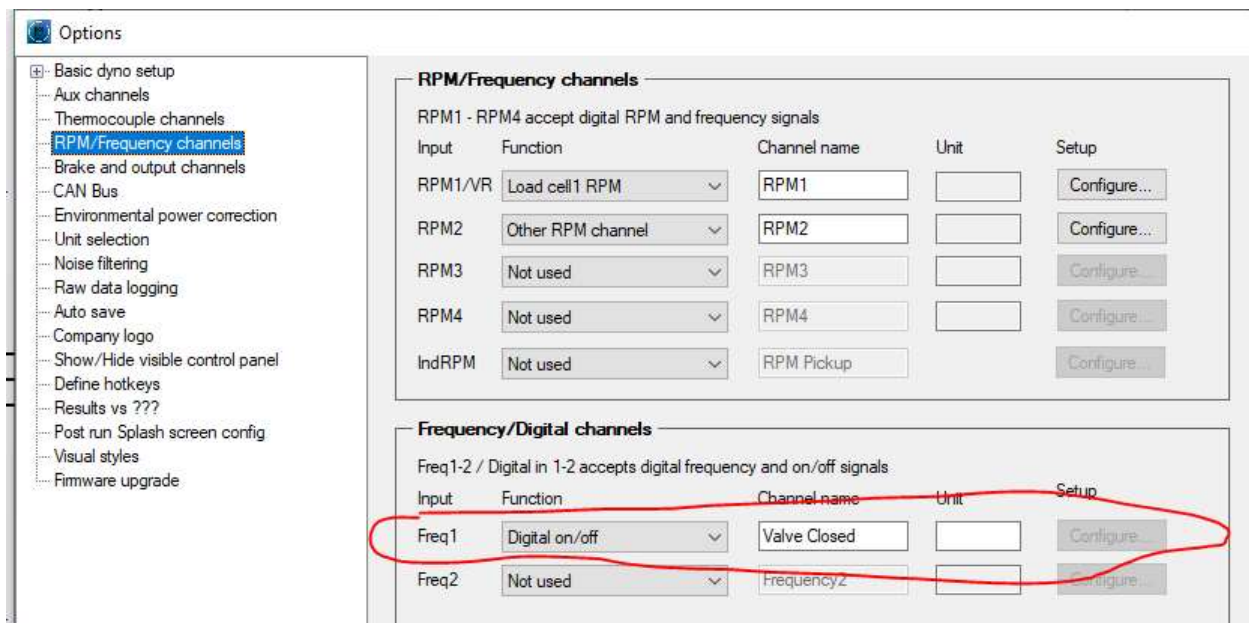 Options
Basic dyno setup
Aux channels
Thermocouple channels
RPM/Frequency channels
Brake and output channels
CAN Bus
Environmental power correction
Unit selection
Noise filtering
Raw data logging
Auto save
Company logo
Show/Hide visible control panel
Define hotkeys
Results vs ???
Post run Splash screen config
Visual styles
Firmware upgrade
RPM/Frequency channels
RPM1 - RPM4 accept digital RPM and frequency signals
Input Function Channel name Unit Setup
RPM1/VR Load cell1 RPM RPM1 Configure...
RPM2 Other RPM channel RPM2 Configure...
RPM3 Not used RPM3 Configure...
RPM4 Not used RPM4 Configure...
IndRPM Not used RPM Pickup Configure...
Frequency/Digital channels
Freq1-2 / Digital in 1-2 accepts digital frequency and on/off signals
Input Function Channel name Unit Setup
Freq1 Digital on/off Valve Closed Configure...
Freq2 Not used Frequency2 Configure...